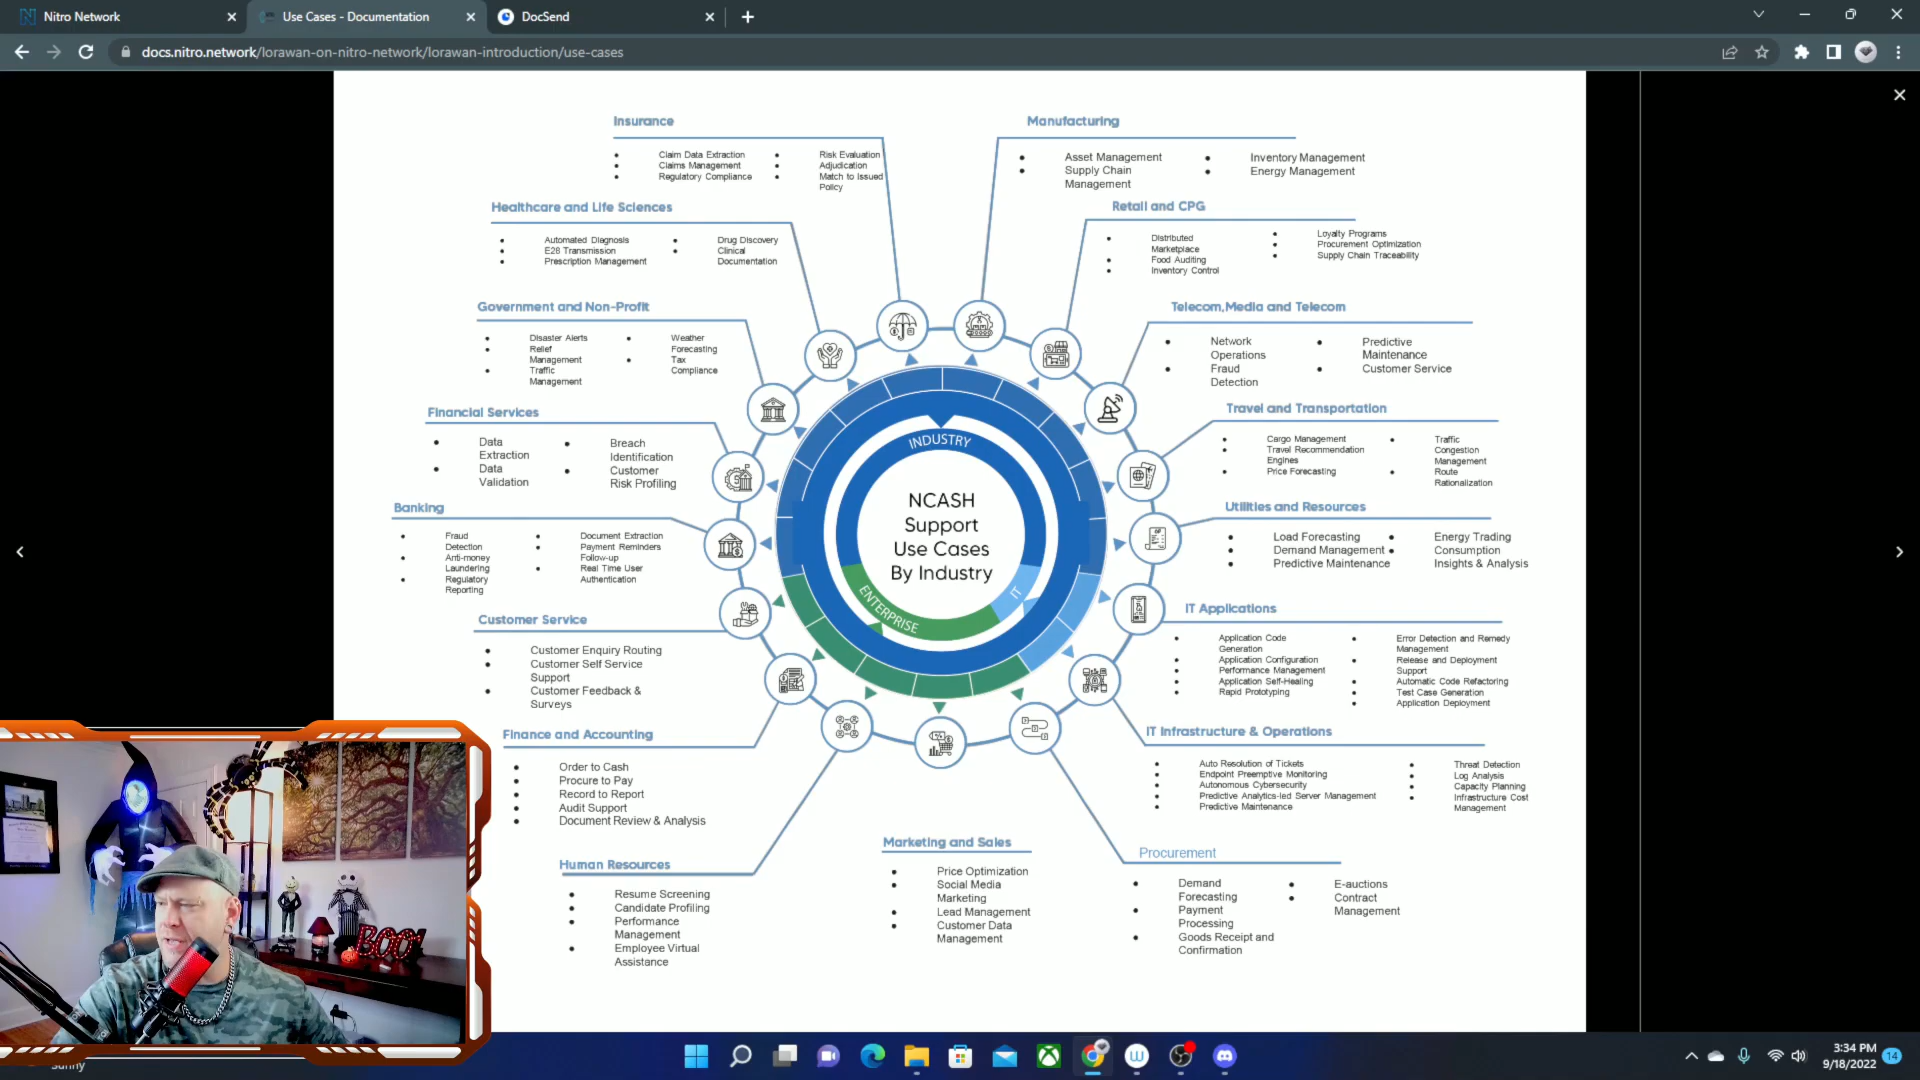 Nitro Network
Use Cases - Documentation
DocSend
docs.nitro.network/lorawan-on-nitro-network/lorawan-introduction/use-cases
Insurance
Claim Data Extraction
Claims Management
Regulatory Compliance
Risk Evaluation
Adjudication
Match to Issued
Policy
Manufacturing
Asset Management
Supply Chain
Management
Inventory Management
Energy Management
Healthcare and Life Sciences
Automated Diagnosis
E28 Transmission
Prescription Management
Drug Discovery
Clinical
Documentation
Retail and CPG
Distributed
Marketplace
Food Auditing
Inventory Control
Loyalty Programs
Procurement Optimization
Supply Chain Traceability
Government and Non-Profit
Disaster Alerts
Relief
Management
Traffic
Management
Weather
Forecasting
Tax
Compliance
Telecom,Media and Telecom
Network
Operations
Fraud
Detection
Predictive
Maintenance
Customer Service
Financial Services
Data
Extraction
Data
Validation
Breach
Identification
Customer
Risk Profiling
Travel and Transportation
Cargo Management
Travel Recommendation
Engines
Price Forecasting
Traffic
Congestion
Management
Route
Rationalization
INDUSTRY
NCASH
Support
Use Cases
By Industry
ENTERPRISE
IT
Banking
Fraud
Detection
Anti-money
Laundering
Regulatory
Reporting
Document Extraction
Payment Reminders
Follow-up
Real Time User
Authentication
Utilities and Resources
Load Forecasting
Demand Management
Predictive Maintenance
Energy Trading
Consumption
Insights & Analysis
Customer Service
Customer Enquiry Routing
Customer Self Service
Support
Customer Feedback &
Surveys
IT Applications
Application Code
Generation
Application Configuration
Performance Management
Application Self-Healing
Rapid Prototyping
Error Detection and Remedy
Management
Release and Deployment
Support
Automatic Code Refactoring
Test Case Generation
Application Deployment
Finance and Accounting
Order to Cash
Procure to Pay
Record to Report
Audit Support
Document Review & Analysis
IT Infrastructure & Operations
Auto Resolution of Tickets
Endpoint Preemptive Monitoring
Autonomous Cybersecurity
Predictive Analytics-led Server Management
Predictive Maintenance
Threat Detection
Log Analysis
Capacity Planning
Infrastructure Cost
Management
Human Resources
Resume Screening
Candidate Profiling
Performance
Management
Employee Virtual
Assistance
Marketing and Sales
Price Optimization
Social Media
Marketing
Lead Management
Customer Data
Management
Procurement
Demand
Forecasting
Payment
Processing
Goods Receipt and
Confirmation
E-auctions
Contract
Management
BOO!
Sunny
3:34 PM
9/18/2022
14